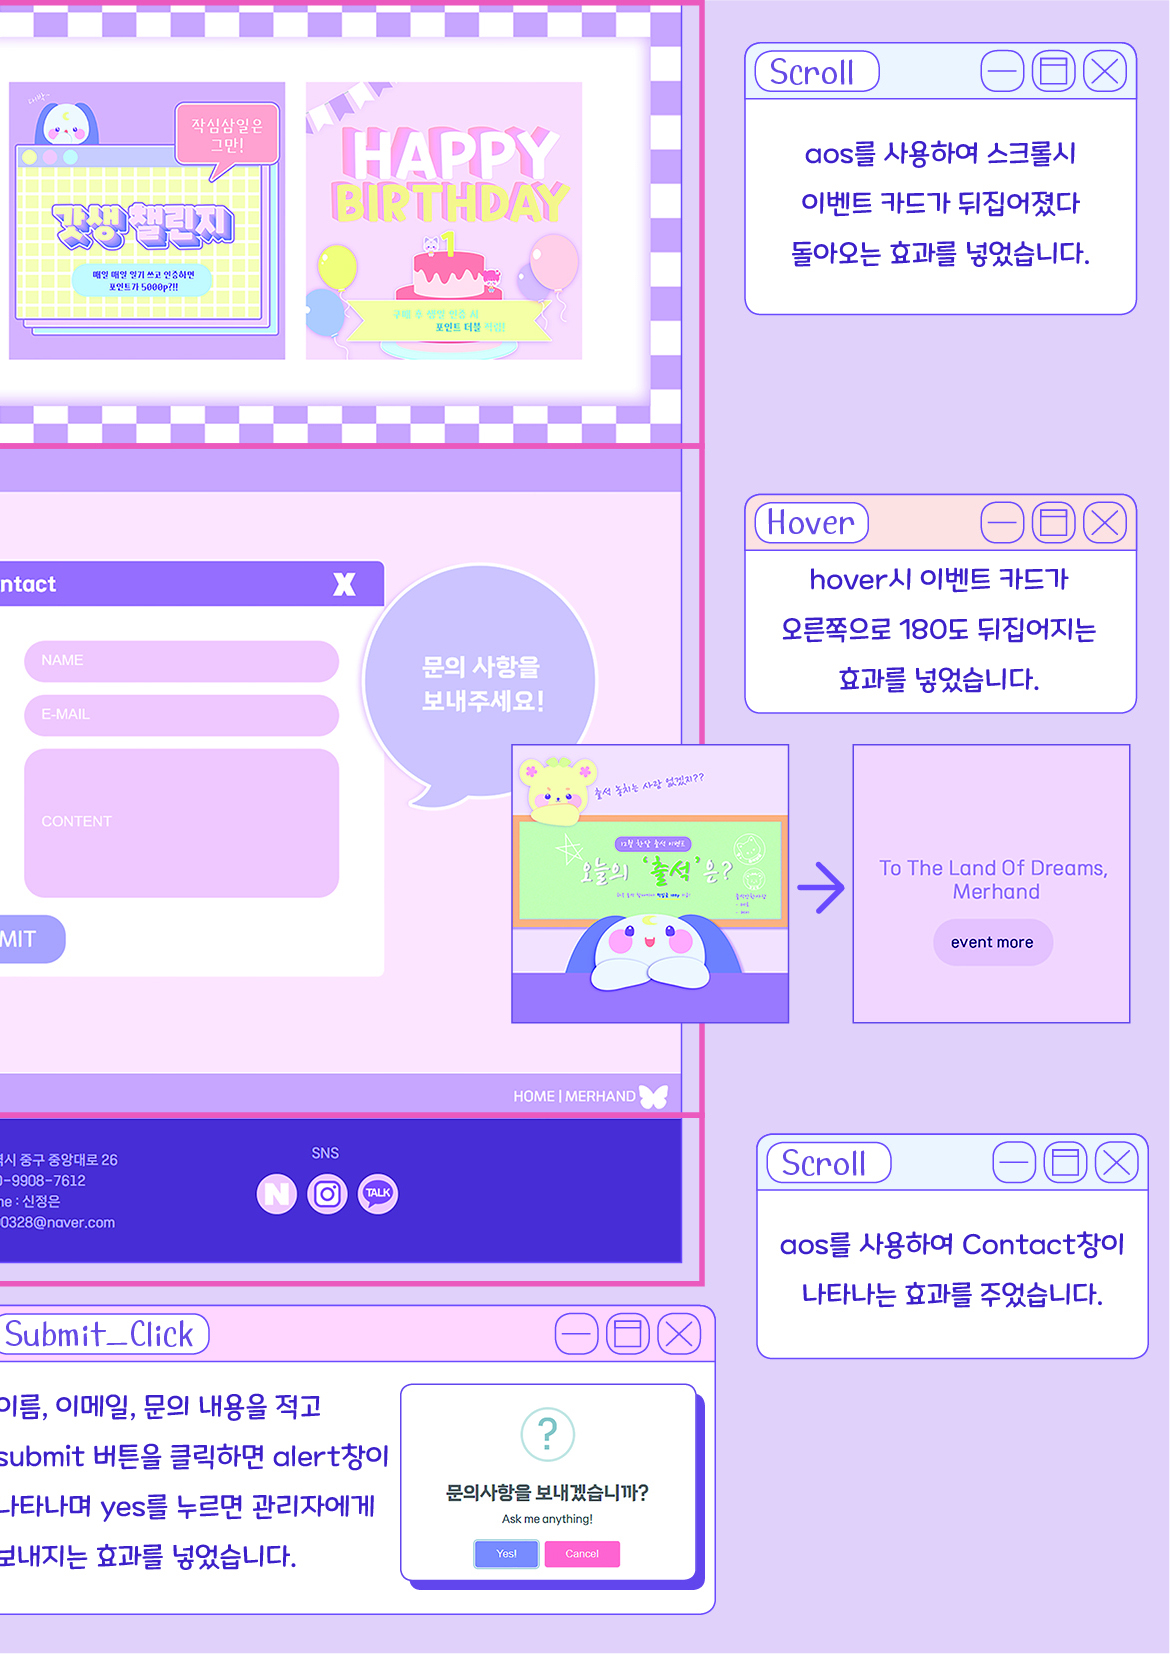 Scroll
aos를 사용하여 스크롤시
이벤트 카드가 뒤집어졌다
돌아오는 효과를 넣었습니다.
작심삼일은
그만!
갓생 챌린지
매일 매일 일기 쓰고 인증하면
포인트가 5000p?!!
HAPPY
BIRTHDAY
1
구매 후 생일 인증 시
포인트 더블 적립!
Hover
hover시 이벤트 카드가
오른쪽으로 180도 뒤집어지는
효과를 넣었습니다.
ntact
X
NAME
E-MAIL
CONTENT
MIT
문의 사항을
보내주세요!
출석 놓치는 사람 없겠지??
12월 한달 출석 이벤트
오늘의 '출석'은?
To The Land Of Dreams,
Merhand
event more
HOME | MERHAND
시 중구 중앙대로 26
-9908-7612
ne : 신정은
0328@naver.com
SNS
N
TALK
Scroll
aos를 사용하여 Contact창이
나타나는 효과를 주었습니다.
Submit_Click
이름, 이메일, 문의 내용을 적고
submit 버튼을 클릭하면 alert창이
나타나며 yes를 누르면 관리자에게
보내지는 효과를 넣었습니다.
?
문의사항을 보내겠습니까?
Ask me anything!
Yes!
Cancel